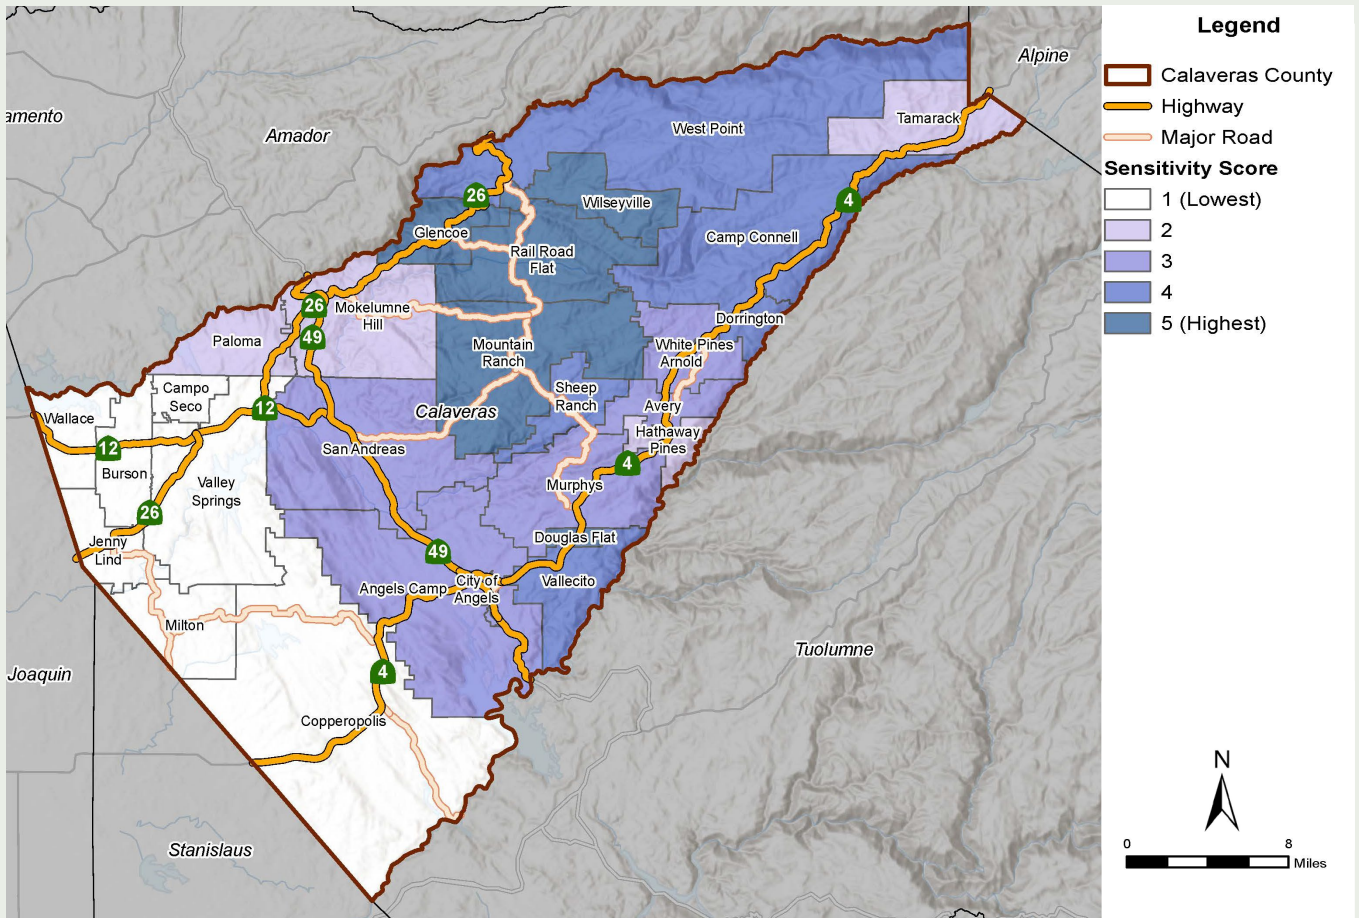 Legend
Calaveras County
Highway
Major Road
Sensitivity Score
1 (Lowest)
2
3
4
5 (Highest)
N
0 8
Miles
Alpine
amento
Amador
Tamarack
West Point
26
Wilseyville
4
Glencoe
Camp Connell
Rail Road
Flat
26
Mokelumne
Hill
Dorrington
49
Paloma
White Pines
Mountain
Ranch
Arnold
Campo
Seco
Sheep
Ranch
12
Calaveras
Avery
Wallace
Hathaway
Pines
12
San Andreas
4
Burson
Valley
Springs
Murphys
26
Douglas Flat
Jenny
Lind
49
Angels Camp
City of
Angels
Vallecito
Milton
Tuolumne
Joaquin
4
Copperopolis
Stanislaus